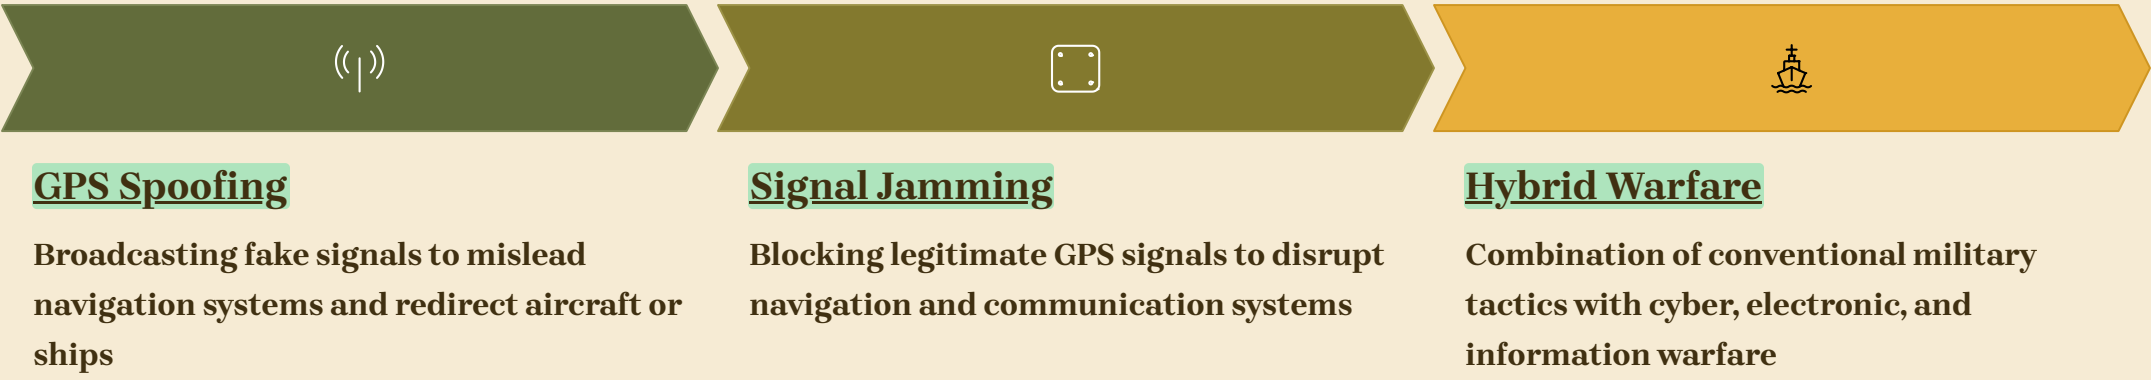 GPS Spoofing
Broadcasting fake signals to mislead
navigation systems and redirect aircraft or
ships
Signal Jamming
Blocking legitimate GPS signals to disrupt
navigation and communication systems
Hybrid Warfare
Combination of conventional military
tactics with cyber, electronic, and
information warfare